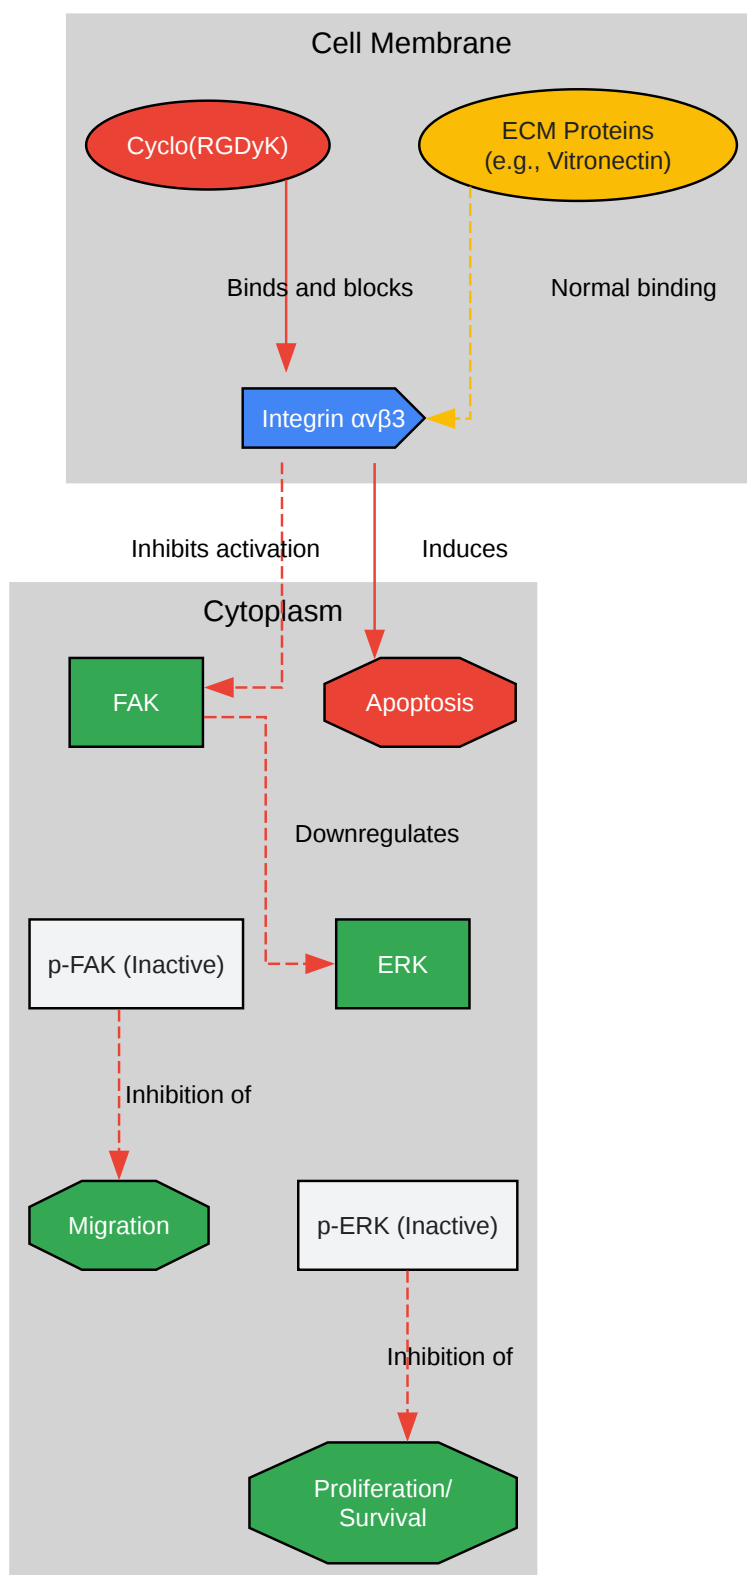 Cell Membrane
Cyclo(RGDyK)
ECM Proteins
(e.g., Vitronectin)
Binds and blocks
Normal binding
Integrin αvβ3
Inhibits activation
Induces
Cytoplasm
FAK
Apoptosis
Downregulates
p-FAK (Inactive)
ERK
Inhibition of
Migration
p-ERK (Inactive)
Inhibition of
Proliferation/
Survival